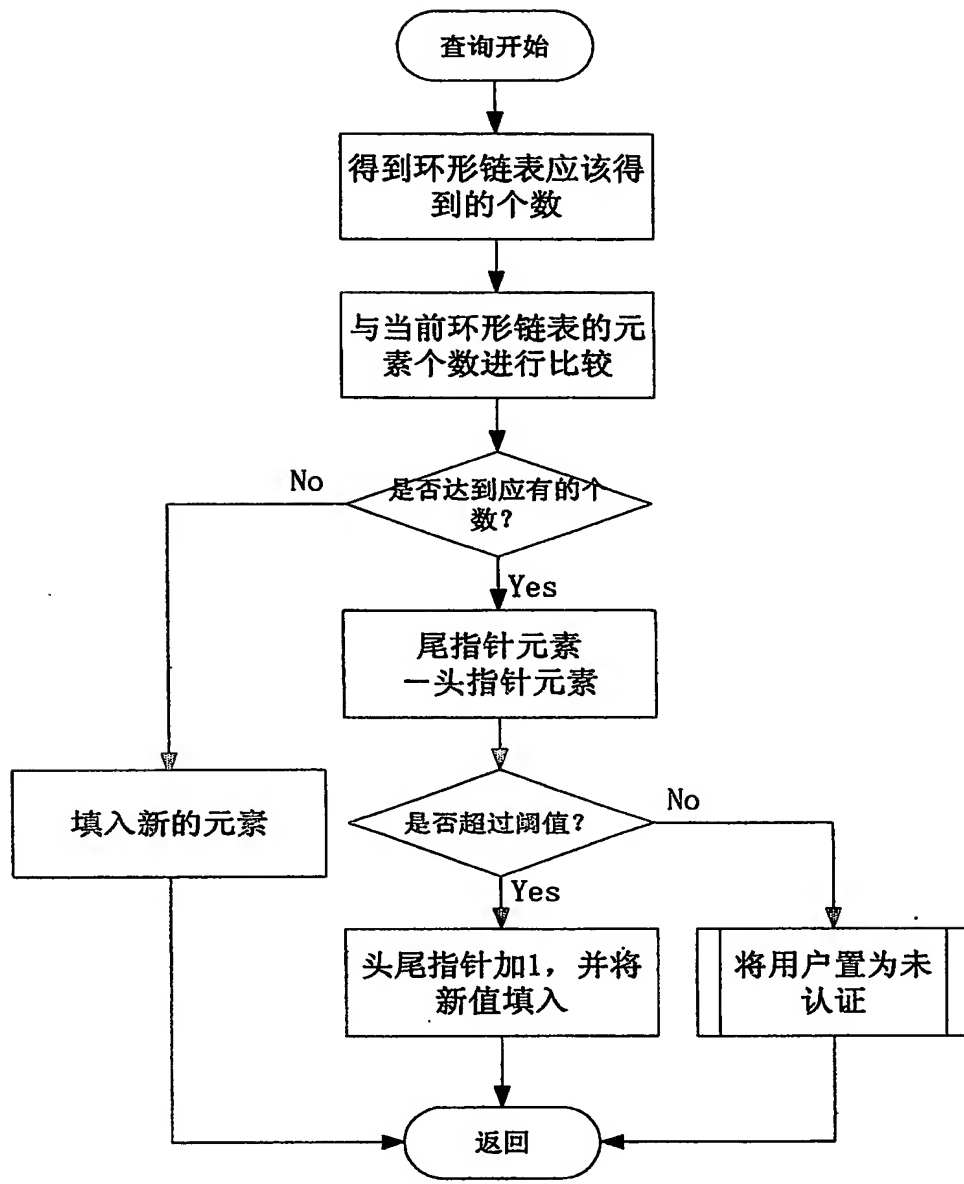 查询开始
得到环形链表应该得
到的个数
与当前环形链表的元
素个数进行比较
No
是否达到应有的个
数？
Yes
尾指针元素
－头指针元素
填入新的元素
是否超过阈值？
No
Yes
头尾指针加1，并将
新值填入
将用户置为未
认证
返回